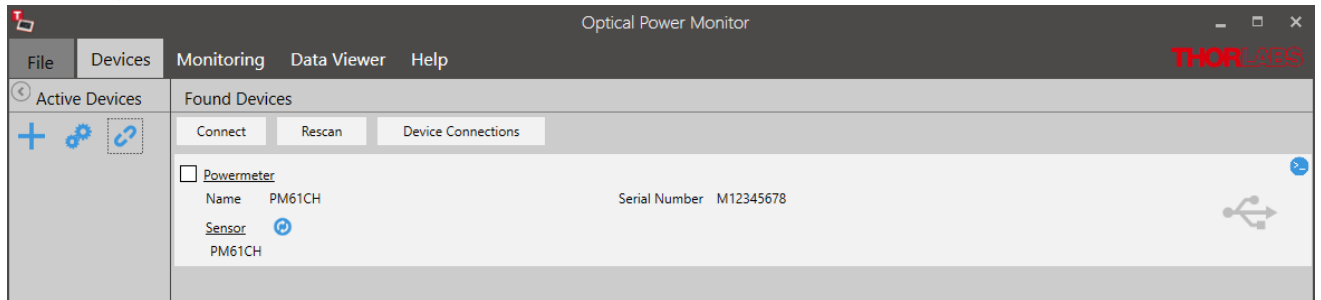 Optical Power Monitor
File Devices Monitoring Data Viewer Help THORLABS
Active Devices Found Devices
Connect Rescan Device Connections
Powermeter
Name PM61CH Serial Number M12345678
Sensor
PM61CH